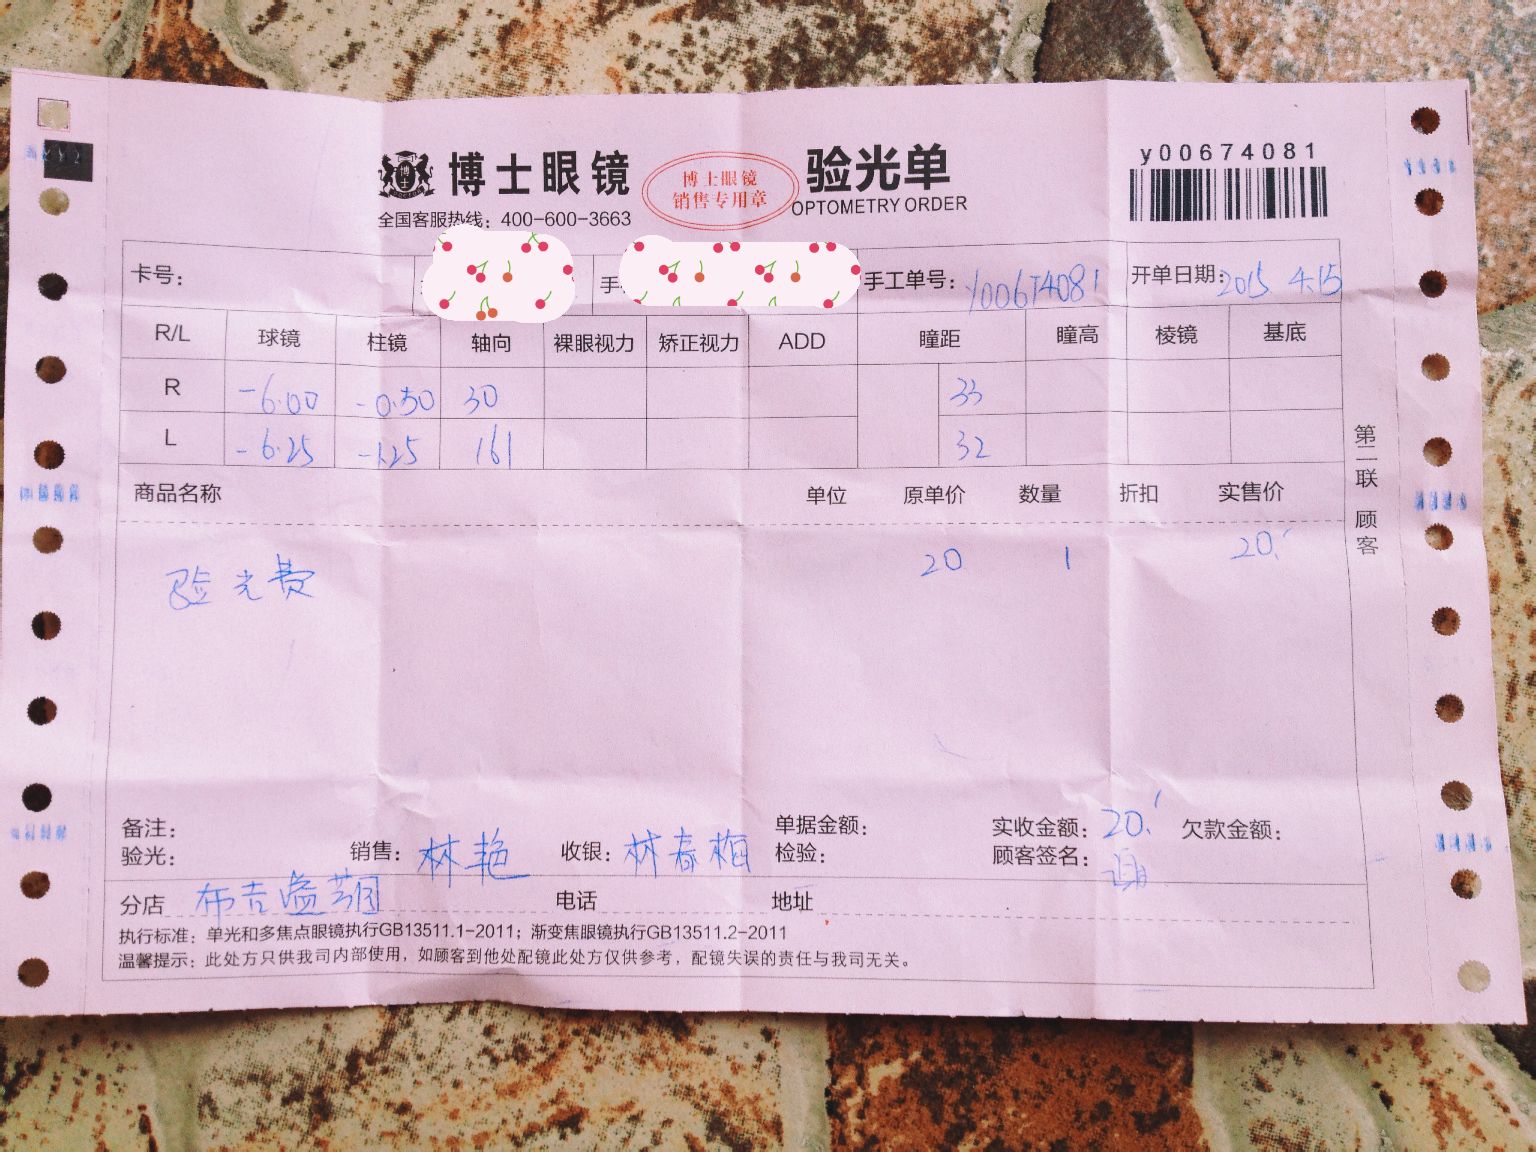 y00674081
博士眼镜
博士眼镜
销售专用章
验光单
OPTOMETRY ORDER
全国客服热线：400-600-3663
卡号： 手工单号：y00674081 开单日期：2015 4.15
R/L 球镜 柱镜 轴向 裸眼视力 矫正视力 ADD 瞳距 瞳高 棱镜 基底
R -6.00 -0.50 30 33
L -6.25 -1.25 161 32
商品名称 单位 原单价 数量 折扣 实售价
验光费 20 1 20.
第二联 顾客
备注： 单据金额： 实收金额：20. 欠款金额：
验光： 销售：林艳 收银：林春梅 检验： 顾客签名：
分店 布吉 电话 地址
执行标准：单光和多焦点眼镜执行GB13511.1-2011；渐变焦眼镜执行GB13511.2-2011
温馨提示：此处方只供我司内部使用，如顾客到他处配镜此处方仅供参考，配镜失误的责任与我司无关。